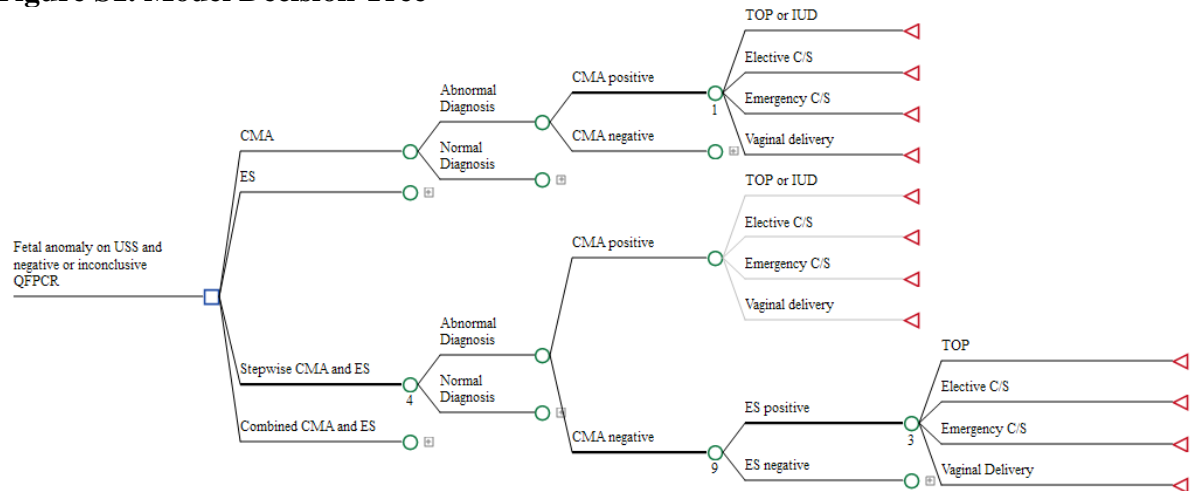 Figure S1. Model Decision Tree
TOP or IUD
Elective C/S
CMA positive
Abnormal
Diagnosis
Emergency C/S
1
CMA
CMA negative
Vaginal delivery
Normal
Diagnosis
ES
TOP or IUD
Elective C/S
Fetal anomaly on USS and
negative or inconclusive
QFPCR
CMA positive
Emergency C/S
Vaginal delivery
Abnormal
Diagnosis
TOP
Stepwise CMA and ES
4
Normal
Diagnosis
Elective C/S
ES positive
Combined CMA and ES
CMA negative
Emergency C/S
3
9
ES negative
Vaginal Delivery